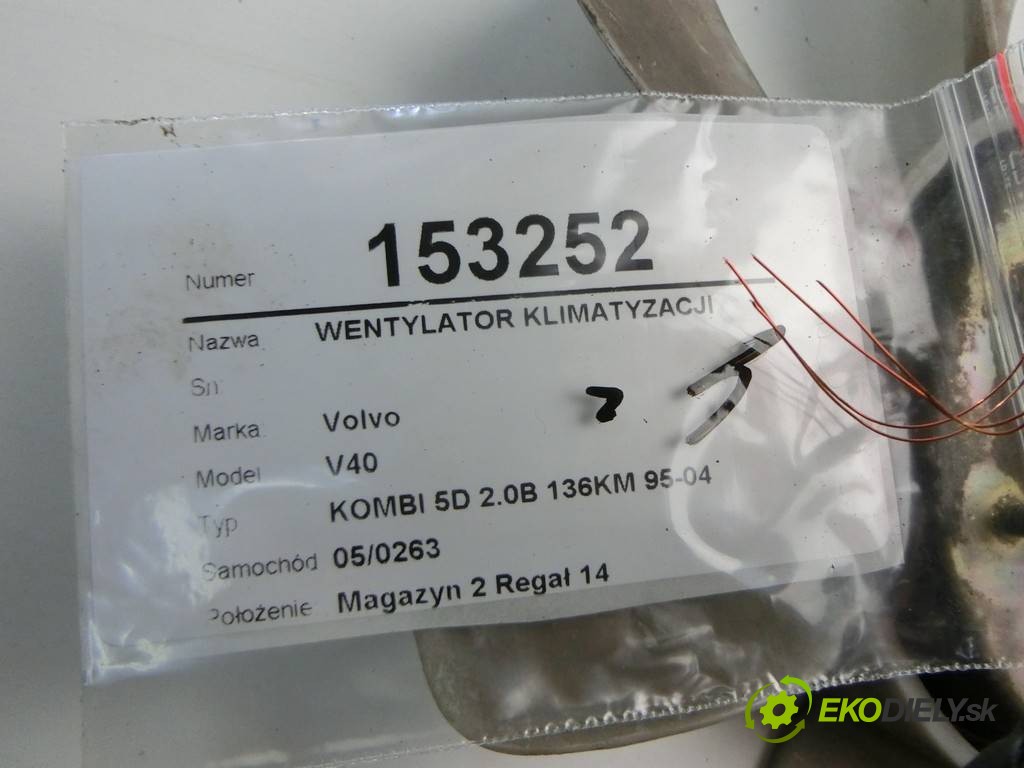 Numer 153252
Nazwa WENTYLATOR KLIMATYZACJI
Sn
Marka Volvo
Model V40
Typ KOMBI 5D 2.0B 136KM 95-04
Samochód 05/0263
Położenie Magazyn 2 Regał 14
EKODIELY.sk